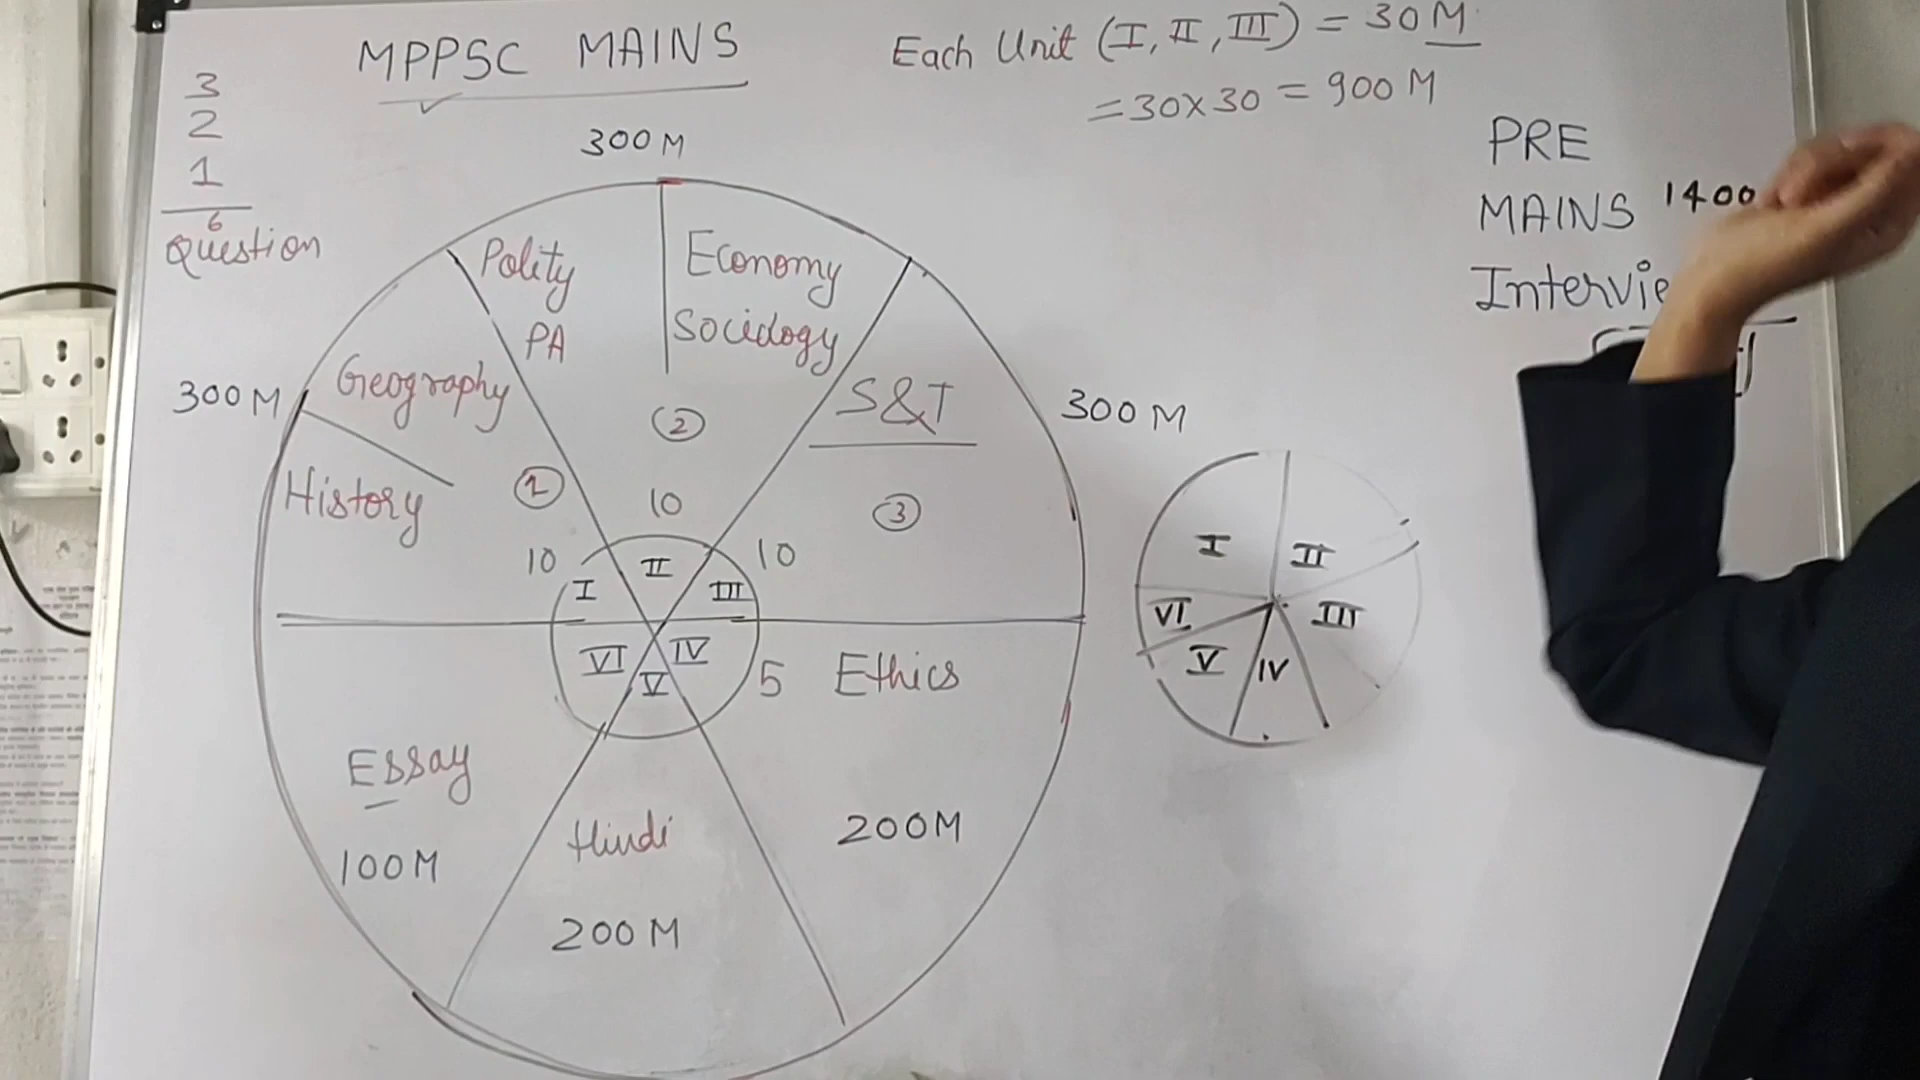 MPPSC MAINS
Each Unit (I, II, III) = 30 M
= 30 x 30 = 900 M
3
2
1
6
Question
PRE
MAINS 1400
Intervie
300 M
Polity
PA
Economy
Sociology
Geography
300 M
History
1
2
S&T
300 M
3
10
10
10
I
II
III
VI
V
IV
5
Ethics
200 M
Essay
100 M
Hindi
200 M
I
II
VI
III
V
IV